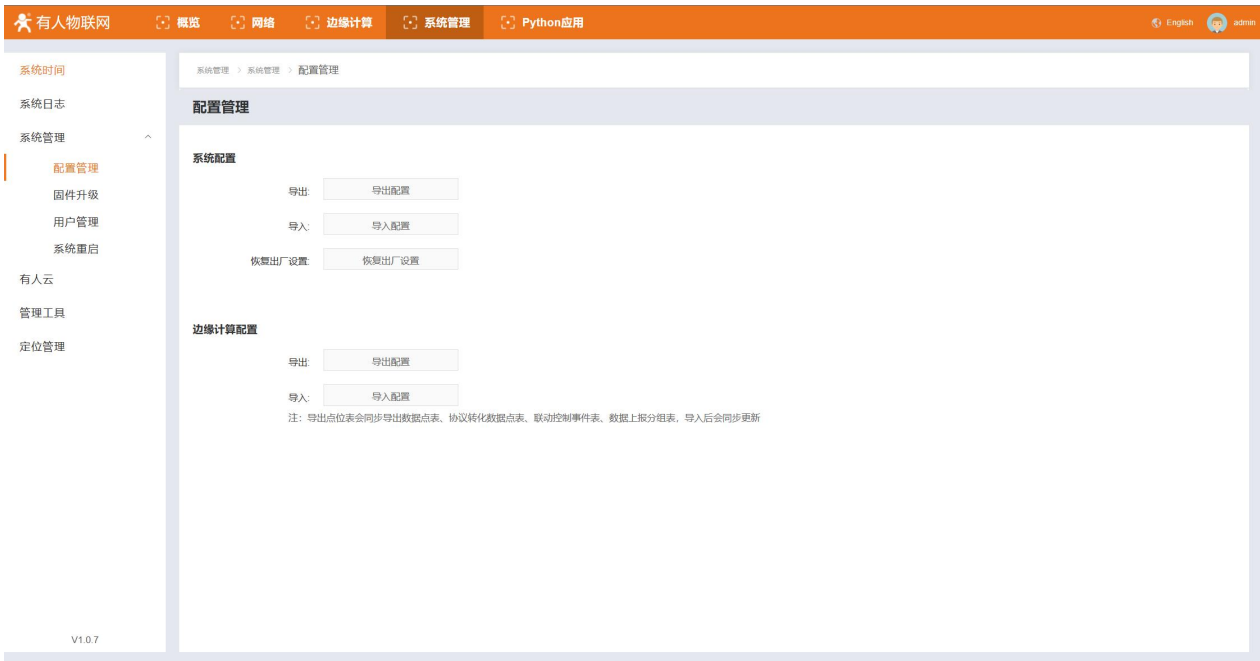 有人物联网 概览 网络 边缘计算 系统管理 Python应用 English admin
系统时间
系统日志
系统管理
配置管理
固件升级
用户管理
系统重启
有人云
管理工具
定位管理
V1.0.7
系统管理 > 系统管理 > 配置管理
配置管理
系统配置
导出: 导出配置
导入: 导入配置
恢复出厂设置: 恢复出厂设置
边缘计算配置
导出: 导出配置
导入: 导入配置
注：导出点位表会同步导出数据点表、协议转化数据点表、联动控制事件表、数据上报分组表，导入后会同步更新